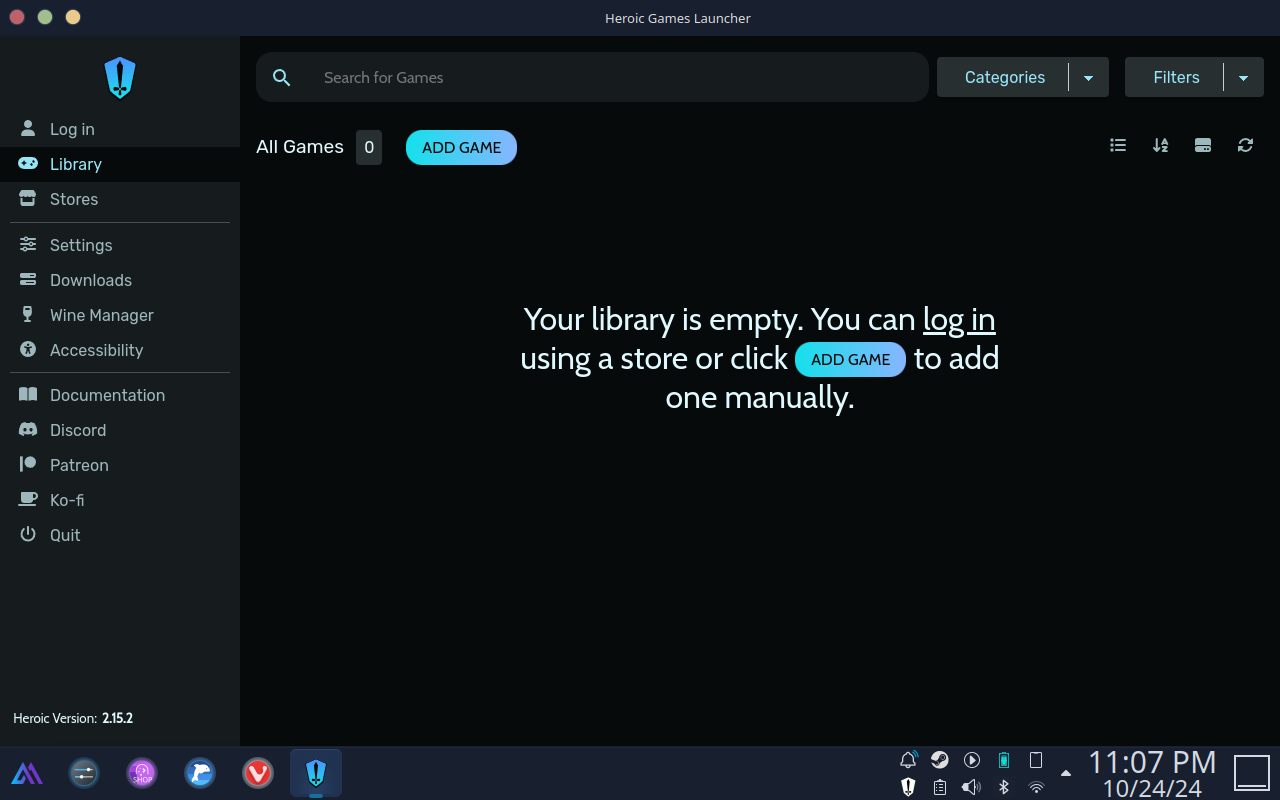 Heroic Games Launcher
Log in
Library
Stores
Settings
Downloads
Wine Manager
Accessibility
Documentation
Discord
Patreon
Ko-fi
Quit
Heroic Version: 2.15.2
Search for Games
Categories
Filters
All Games 0 ADD GAME
Your library is empty. You can log in
using a store or click ADD GAME to add
one manually.
SHOP
11:07 PM
10/24/24